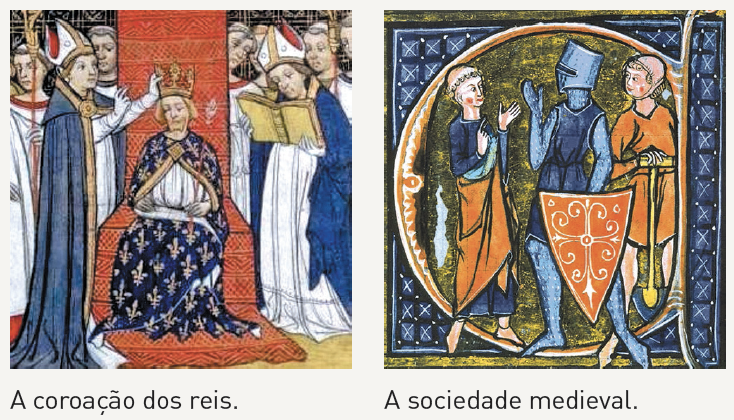 A coroação dos reis.
A sociedade medieval.